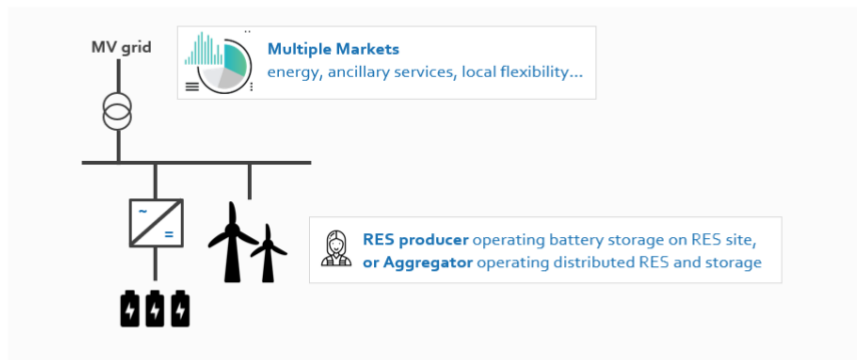 MV grid
Multiple Markets
energy, ancillary services, local flexibility...
~
=
RES producer operating battery storage on RES site,
or Aggregator operating distributed RES and storage